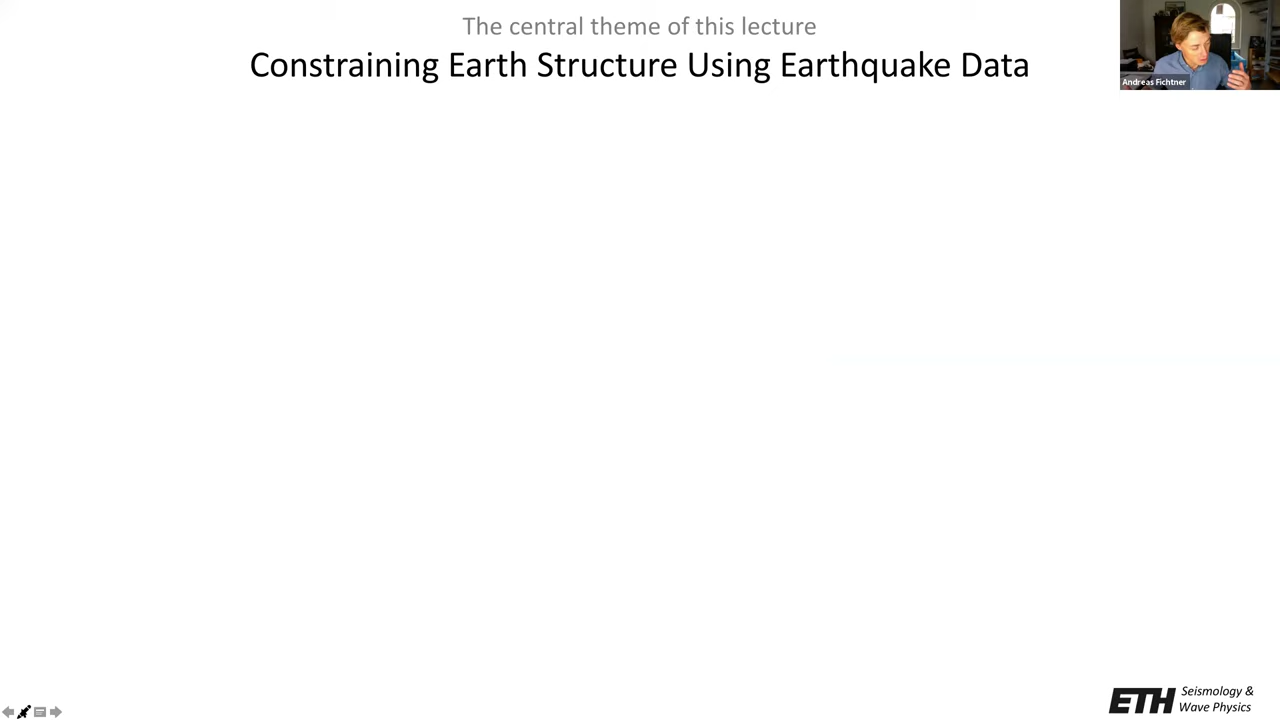 The central theme of this lecture
Constraining Earth Structure Using Earthquake Data
Andreas Fichtner
ETH Seismology &
Wave Physics